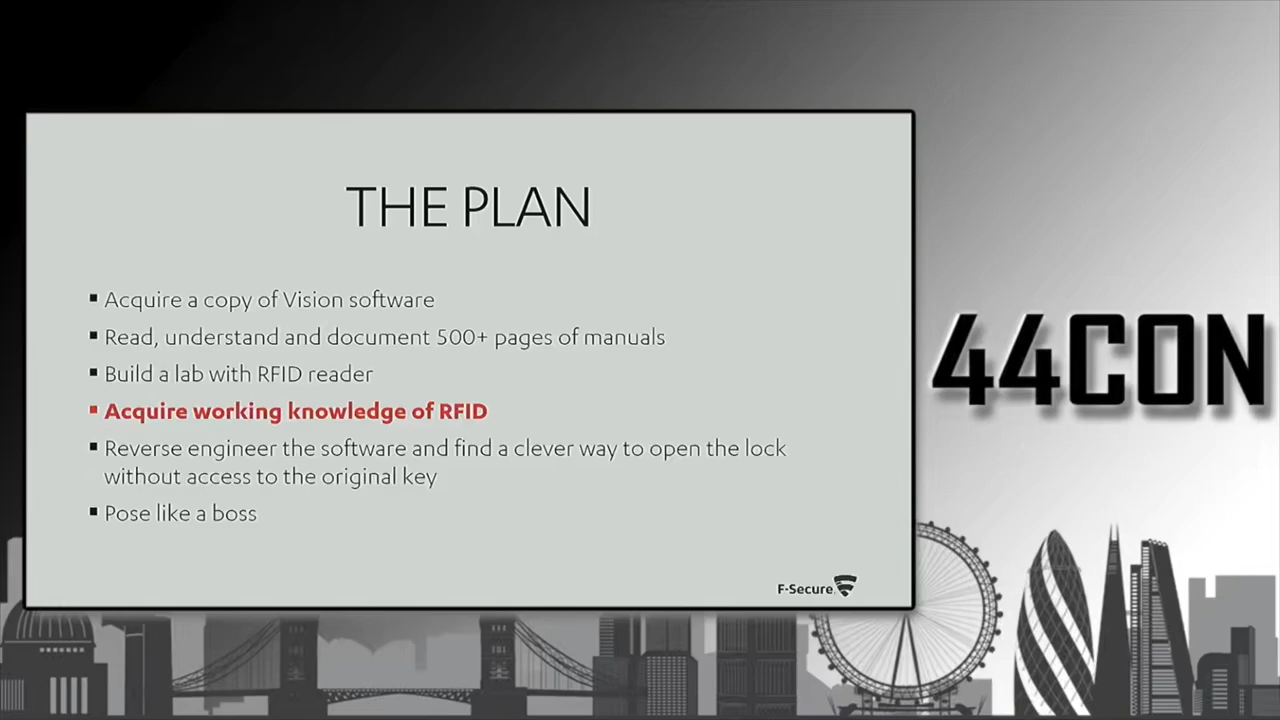 THE PLAN
Acquire a copy of Vision software
Read, understand and document 500+ pages of manuals
Build a lab with RFID reader
Acquire working knowledge of RFID
Reverse engineer the software and find a clever way to open the lock
without access to the original key
Pose like a boss
F-Secure
44CON